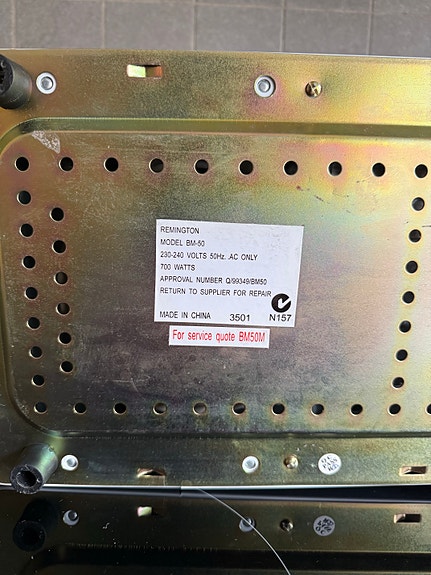 REMINGTON
MODEL BM-50
230-240 VOLTS 50Hz. AC ONLY
700 WATTS
APPROVAL NUMBER Q/99349/BM50
RETURN TO SUPPLIER FOR REPAIR
MADE IN CHINA 3501 N157
For service quote BM50M